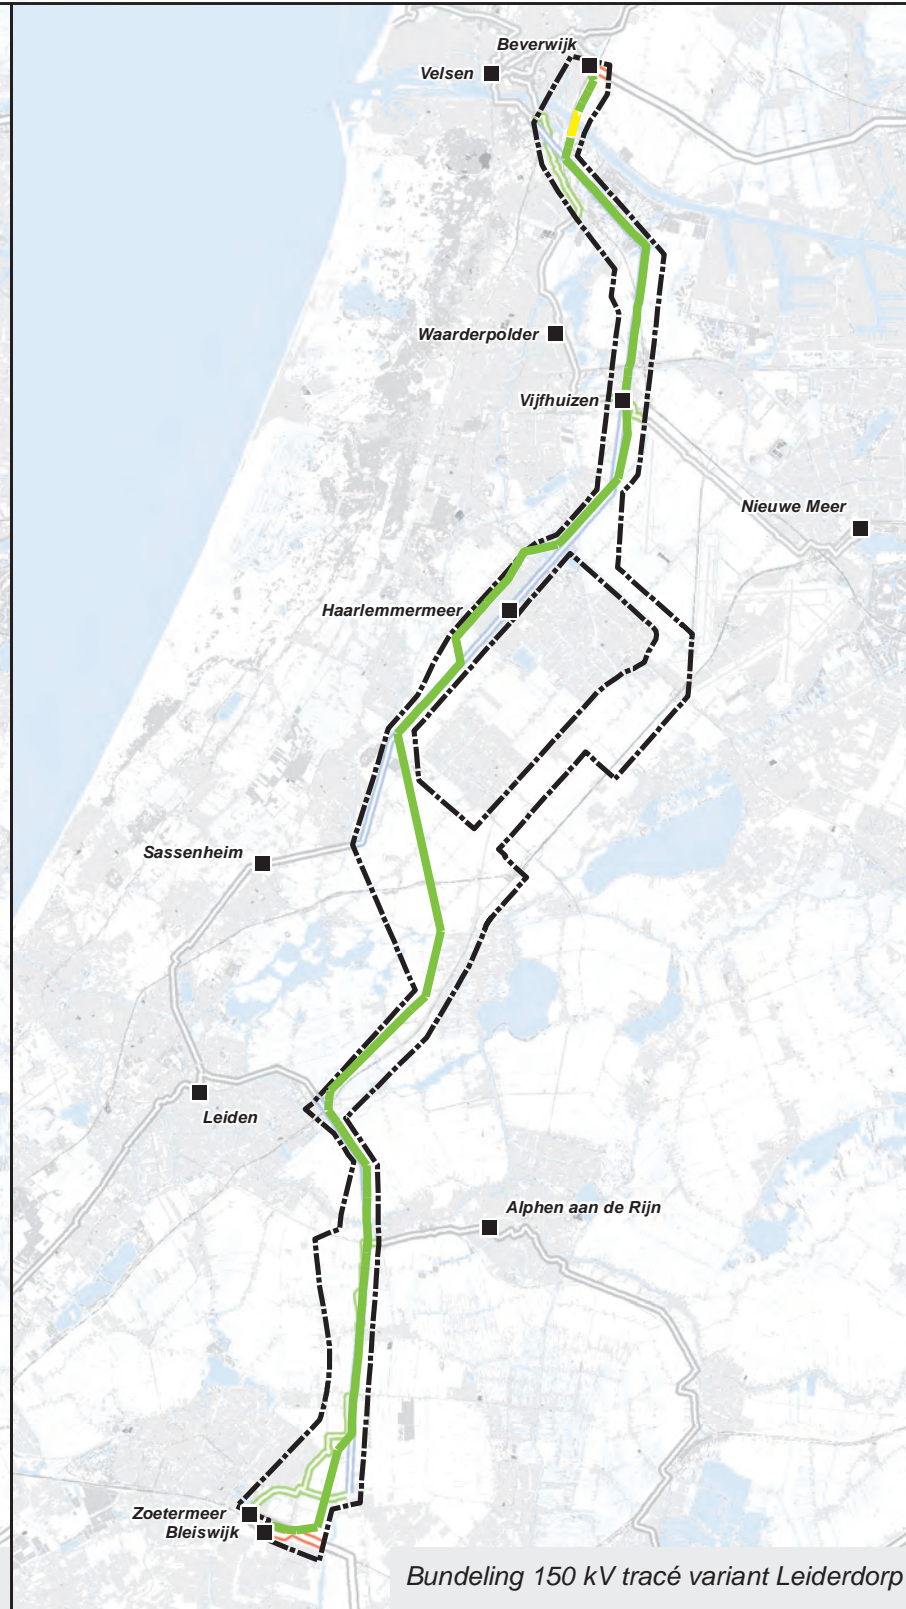 Beverwijk
Velsen
Waarderpolder
Vijfhuizen
Nieuwe Meer
Haarlemmermeer
Sassenheim
Leiden
Alphen aan de Rijn
Zoetermeer
Bleiswijk
Bundeling 150 kV tracé variant Leiderdorp